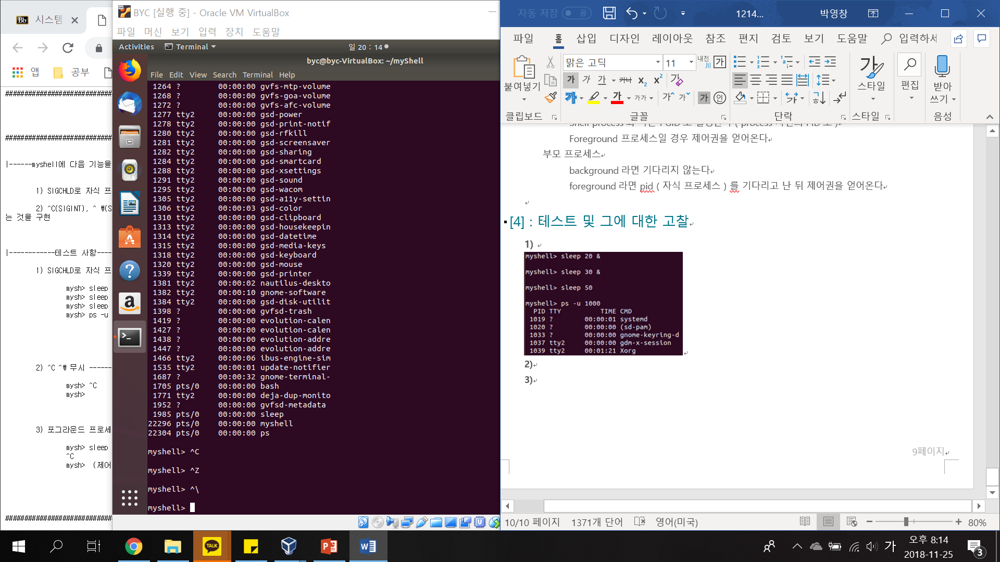 시스템
앱
공부
##########################
##########################
|------myshell에 다음 기능을
1) SIGCHLD로 자식 프
2) ^C(SIGINT), ^ ₩(S
는 것을 구현
|------------테스트 사항----
1) SIGCHLD로 자식 프
mysh> sleep
mysh> sleep
mysh> sleep
mysh> ps -u
2) ^C ^₩ 무시 ------
mysh> ^C
mysh>
3) 포그라운드 프로세
mysh> sleep
^C
mysh> (제어
##########################
BYC [실행 중] - Oracle VM VirtualBox
파일 머신 보기 입력 장치 도움말
Activities Terminal 일 20 : 14
byc@byc-VirtualBox: ~/myShell
File Edit View Search Terminal Help
1264 ? 00:00:00 gvfs-mtp-volume
1268 ? 00:00:00 gvfs-goa-volume
1272 ? 00:00:00 gvfs-afc-volume
1277 tty2 00:00:00 gsd-power
1278 tty2 00:00:00 gsd-print-notif
1280 tty2 00:00:00 gsd-rfkill
1281 tty2 00:00:00 gsd-screensaver
1282 tty2 00:00:00 gsd-sharing
1284 tty2 00:00:00 gsd-smartcard
1288 tty2 00:00:00 gsd-xsettings
1291 tty2 00:00:00 gsd-sound
1295 tty2 00:00:00 gsd-wacom
1305 tty2 00:00:00 gsd-a11y-settin
1306 tty2 00:00:03 gsd-color
1310 tty2 00:00:00 gsd-clipboard
1313 tty2 00:00:00 gsd-housekeepin
1314 tty2 00:00:00 gsd-datetime
1315 tty2 00:00:00 gsd-media-keys
1318 tty2 00:00:00 gsd-keyboard
1320 tty2 00:00:00 gsd-mouse
1339 tty2 00:00:00 gsd-printer
1381 tty2 00:00:02 nautilus-deskto
1382 tty2 00:00:10 gnome-software
1384 tty2 00:00:00 gsd-disk-utilit
1398 ? 00:00:00 gvfsd-trash
1419 ? 00:00:00 evolution-calen
1427 ? 00:00:00 evolution-calen
1438 ? 00:00:00 evolution-addre
1447 ? 00:00:00 evolution-addre
1466 tty2 00:00:06 ibus-engine-sim
1535 tty2 00:00:01 update-notifier
1687 ? 00:00:32 gnome-terminal-
1705 pts/0 00:00:00 bash
1771 tty2 00:00:00 deja-dup-monito
1952 ? 00:00:00 gvfsd-metadata
1985 pts/0 00:00:00 sleep
22296 pts/0 00:00:00 myshell
22304 pts/0 00:00:00 ps
myshell> ^C
myshell> ^Z
myshell> ^\
myshell>
자동 저장 끔 1214... 박영창
파일 홈 삽입 디자인 레이아웃 참조 편지 검토 보기 도움말 입력하세
붙여넣기
클립보드
맑은 고딕 11
글꼴
단락
스타일
스타일
편집
받아
쓰기
음성
Foreground 프로세스일 경우 제어권을 얻어온다
부모 프로세스
background 라면 기다리지 않는다
foreground 라면 pid ( 자식 프로세스 ) 를 기다리고 난 뒤 제어권을 얻어온다
[4] : 테스트 및 그에 대한 고찰
1)
myshell> sleep 20 &
myshell> sleep 30 &
myshell> sleep 50
myshell> ps -u 1000
PID TTY TIME CMD
1019 ? 00:00:01 systemd
1020 ? 00:00:00 (sd-pam)
1033 ? 00:00:00 gnome-keyring-d
1037 tty2 00:00:00 gdm-x-session
1039 tty2 00:01:21 Xorg
2)
3)
9페이지
10/10 페이지 1371개 단어 영어(미국) 80%
TALK
가 오후 8:14
2018-11-25
3